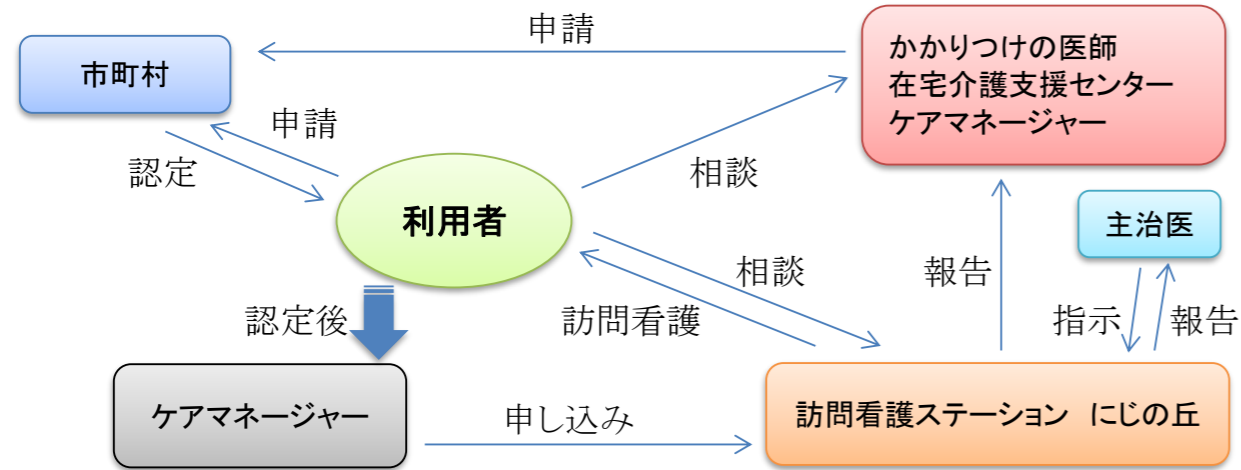 申請
市町村
かかりつけの医師
在宅介護支援センター
ケアマネージャー
申請
認定
相談
利用者
主治医
相談
訪問看護
報告
認定後
指示
報告
ケアマネージャー
申し込み
訪問看護ステーション　にじの丘